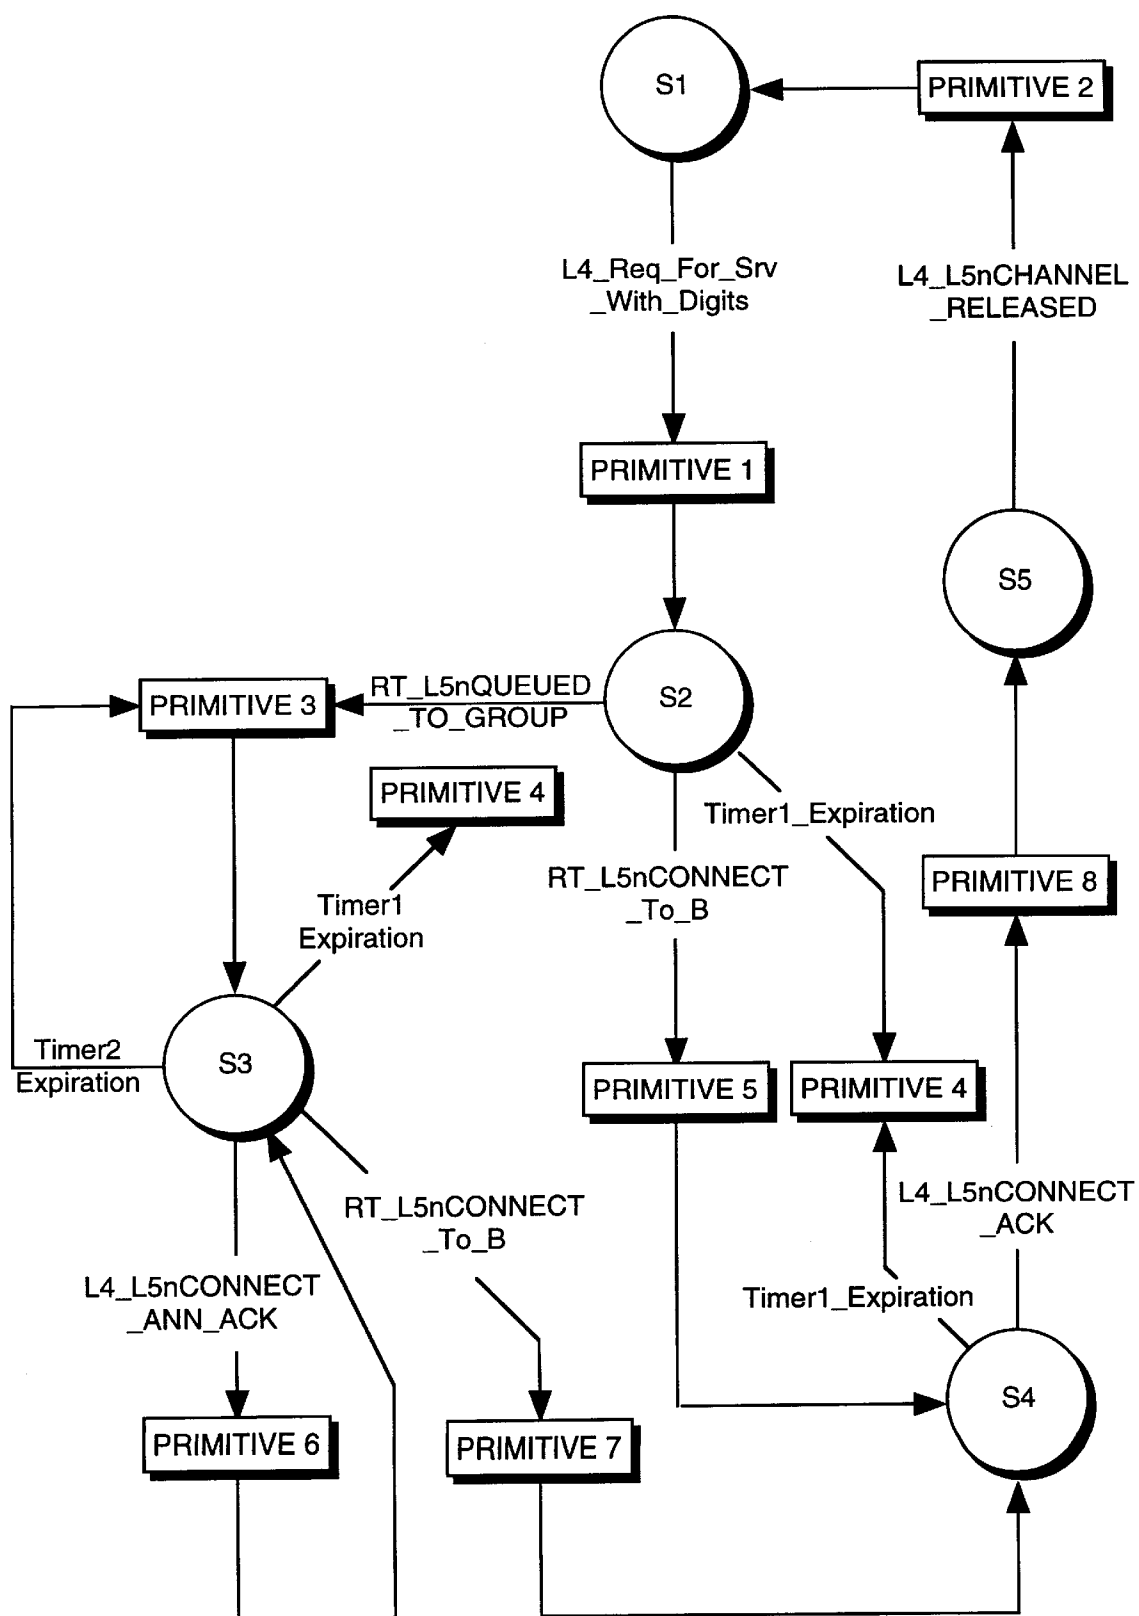 S1
PRIMITIVE 2
L4_Req_For_Srv
_With_Digits
L4_L5nCHANNEL
_RELEASED
PRIMITIVE 1
S5
RT_L5nQUEUED
_TO_GROUP
S2
PRIMITIVE 3
PRIMITIVE 4
Timer1_Expiration
RT_L5nCONNECT
_To_B
PRIMITIVE 8
Timer1
Expiration
Timer2
Expiration
S3
PRIMITIVE 5
PRIMITIVE 4
RT_L5nCONNECT
_To_B
L4_L5nCONNECT
_ACK
L4_L5nCONNECT
_ANN_ACK
Timer1_Expiration
S4
PRIMITIVE 6
PRIMITIVE 7